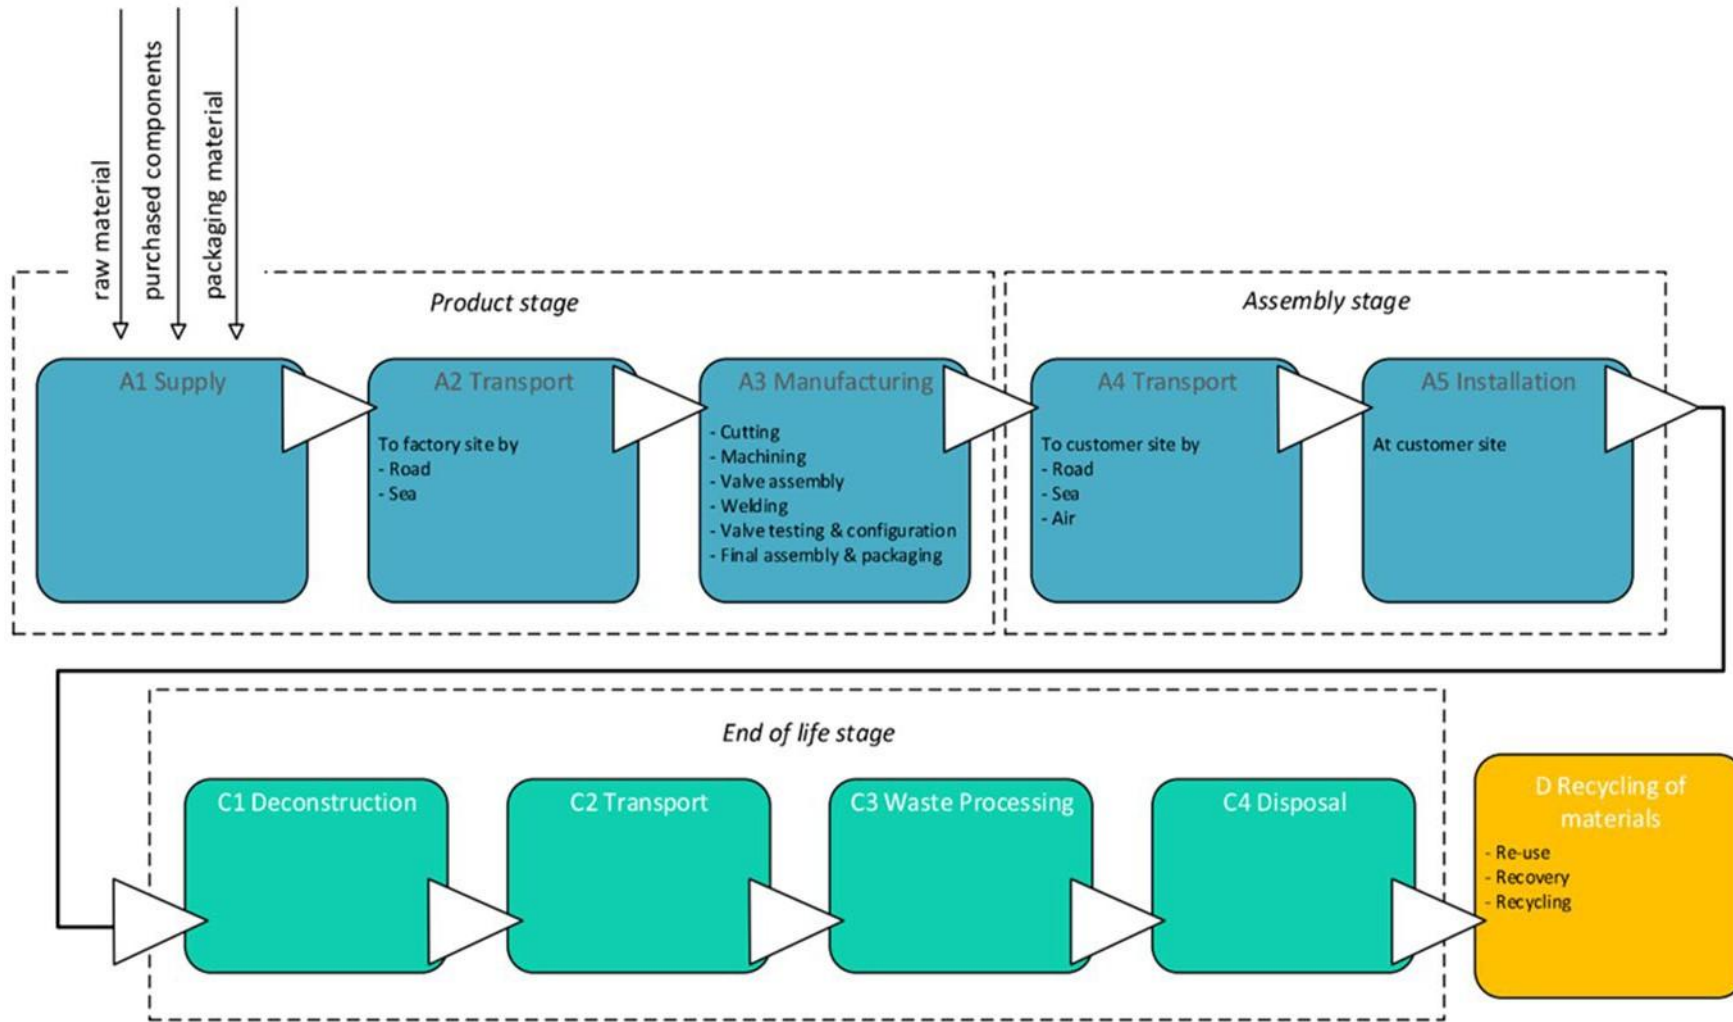 raw material
purchased components
packaging material
Product stage
Assembly stage
A1 Supply
A2 Transport
To factory site by
- Road
- Sea
A3 Manufacturing
- Cutting
- Machining
- Valve assembly
- Welding
- Valve testing & configuration
- Final assembly & packaging
A4 Transport
To customer site by
- Road
- Sea
- Air
A5 Installation
At customer site
End of life stage
C1 Deconstruction
C2 Transport
C3 Waste Processing
C4 Disposal
D Recycling of
materials
- Re-use
- Recovery
- Recycling